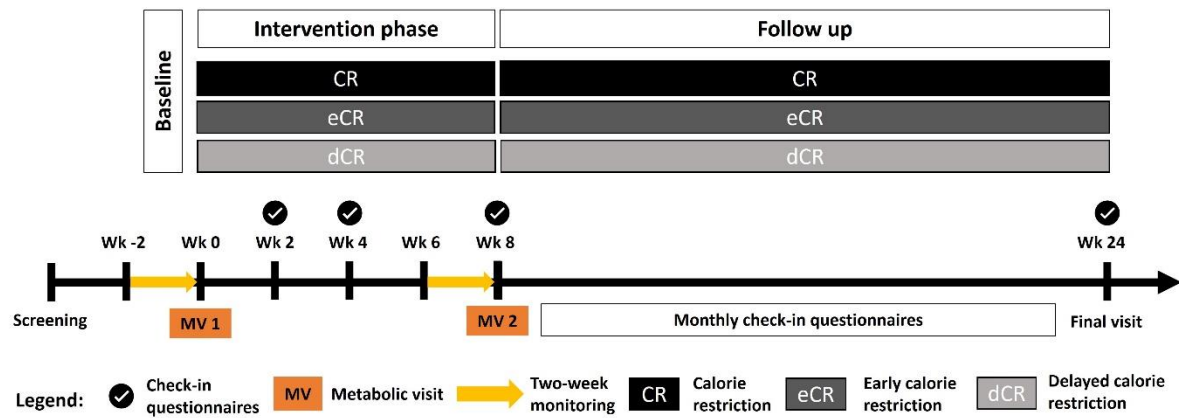 Intervention phase
Follow up
Baseline
CR
CR
eCR
eCR
dCR
dCR
Wk -2
Wk 0
Wk 2
Wk 4
Wk 6
Wk 8
Wk 24
Screening
MV 1
MV 2
Monthly check-in questionnaires
Final visit
Legend:
Check-in
questionnaires
MV
Metabolic visit
Two-week
monitoring
CR
Calorie
restriction
eCR
Early calorie
restriction
dCR
Delayed calorie
restriction